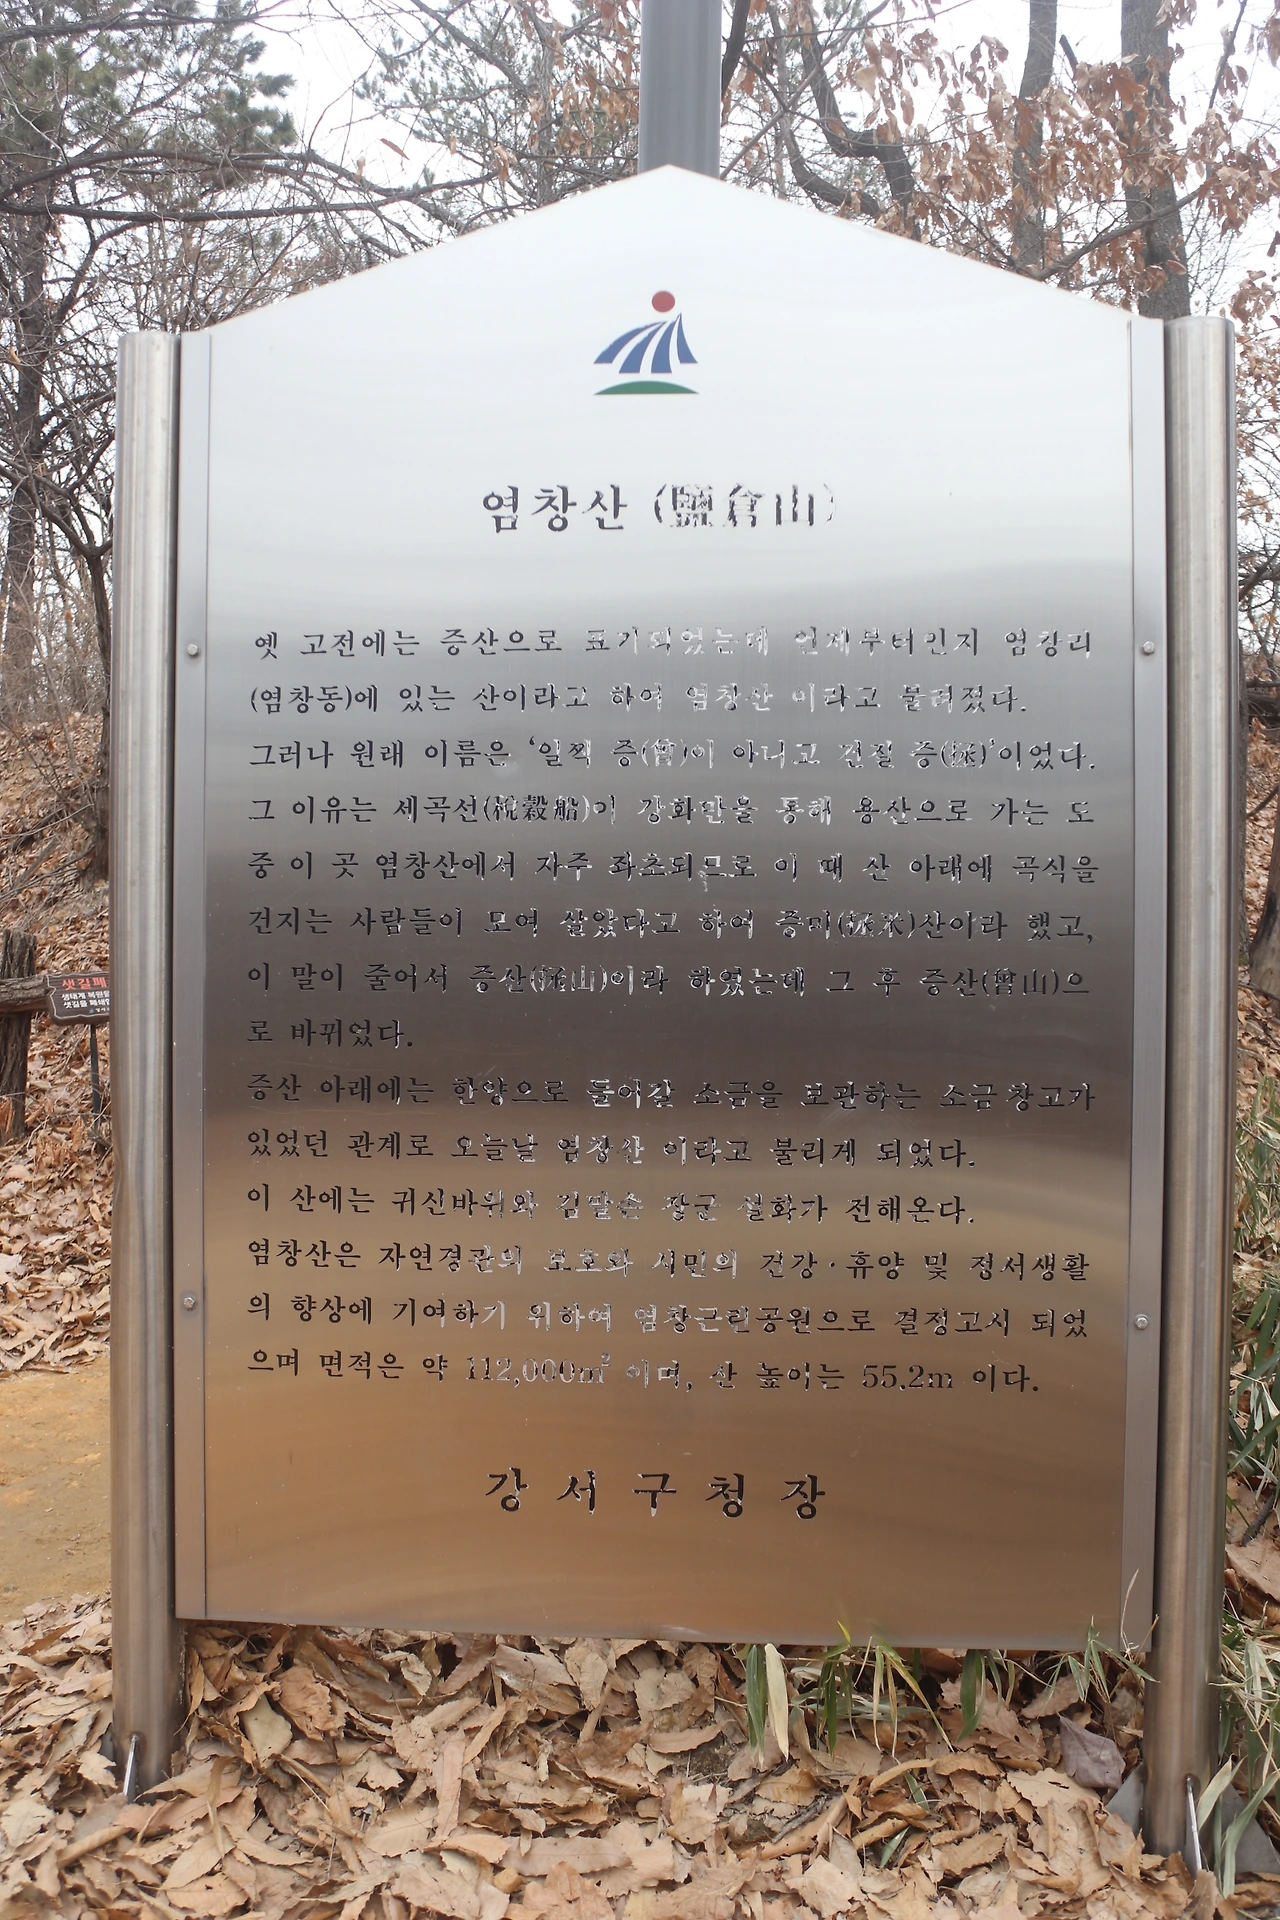 염창산 (鹽倉山)
옛 고전에는 증산으로 표기되었는데 언제부터인지 염창리
(염창동)에 있는 산이라고 하여 염창산 이라고 불려졌다.
그러나 원래 이름은 ‘일찍 증(曾)이 아니고 건질 증(拯)’이었다.
그 이유는 세곡선(稅穀船)이 강화만을 통해 용산으로 가는 도
중 이 곳 염창산에서 자주 좌초되므로 이 때 산 아래에 곡식을
건지는 사람들이 모여 살았다고 하여 증미(拯米)산이라 했고,
이 말이 줄어서 증산(拯山)이라 하였는데 그 후 증산(曾山)으
로 바뀌었다.
증산 아래에는 한양으로 들어갈 소금을 보관하는 소금창고가
있었던 관계로 오늘날 염창산 이라고 불리게 되었다.
이 산에는 귀신바위와 김말손 장군 설화가 전해온다.
염창산은 자연경관의 보호와 시민의 건강·휴양 및 정서생활
의 향상에 기여하기 위하여 염창근린공원으로 결정고시 되었
으며 면적은 약 112,000㎡ 이며, 산 높이는 55.2m 이다.
강서구청장
샛길폐
생태계 복원을
샛길을 폐쇄합